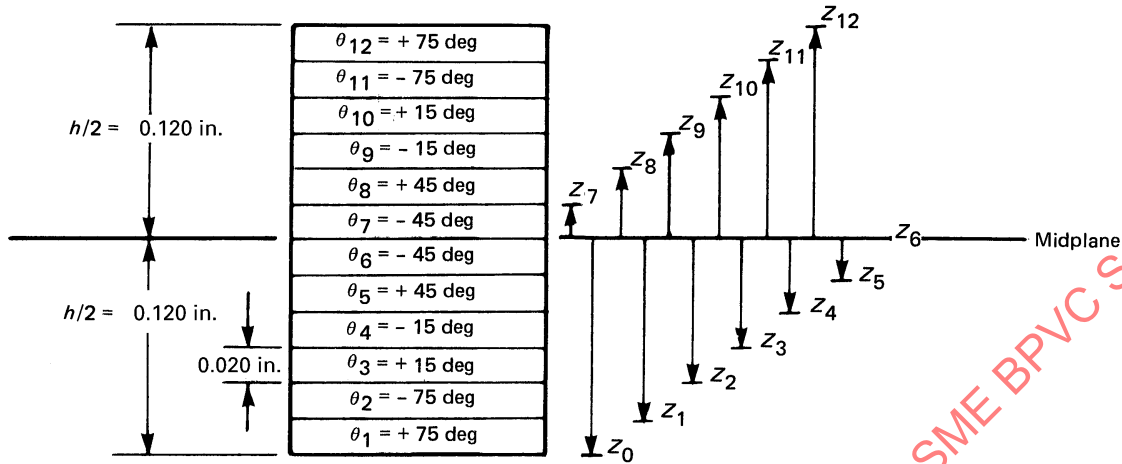 θ12 = + 75 deg
θ11 = – 75 deg
θ10 = + 15 deg
θ9 = – 15 deg
θ8 = + 45 deg
θ7 = – 45 deg
θ6 = – 45 deg
θ5 = + 45 deg
θ4 = – 15 deg
θ3 = + 15 deg
θ2 = – 75 deg
θ1 = + 75 deg
h/2 = 0.120 in.
h/2 = 0.120 in.
0.020 in.
z12
z11
z10
z9
z8
z7
z6
Midplane
z5
z4
z3
z2
z1
z0
SME BPVC S